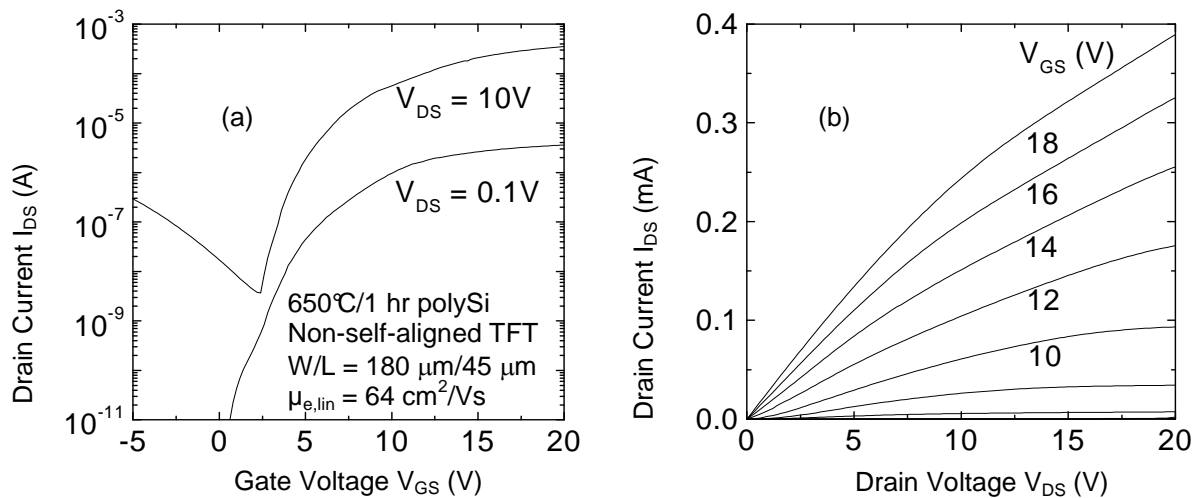 Drain Current I_DS (A)
10^-3
10^-5
10^-7
10^-9
10^-11
(a)
V_DS = 10V
V_DS = 0.1V
650°C/1 hr polySi
Non-self-aligned TFT
W/L = 180 μm/45 μm
μ_e,lin = 64 cm^2/Vs
-5 0 5 10 15 20
Gate Voltage V_GS (V)
Drain Current I_DS (mA)
0.4
0.3
0.2
0.1
0.0
V_GS (V)
(b)
18
16
14
12
10
0 5 10 15 20
Drain Voltage V_DS (V)